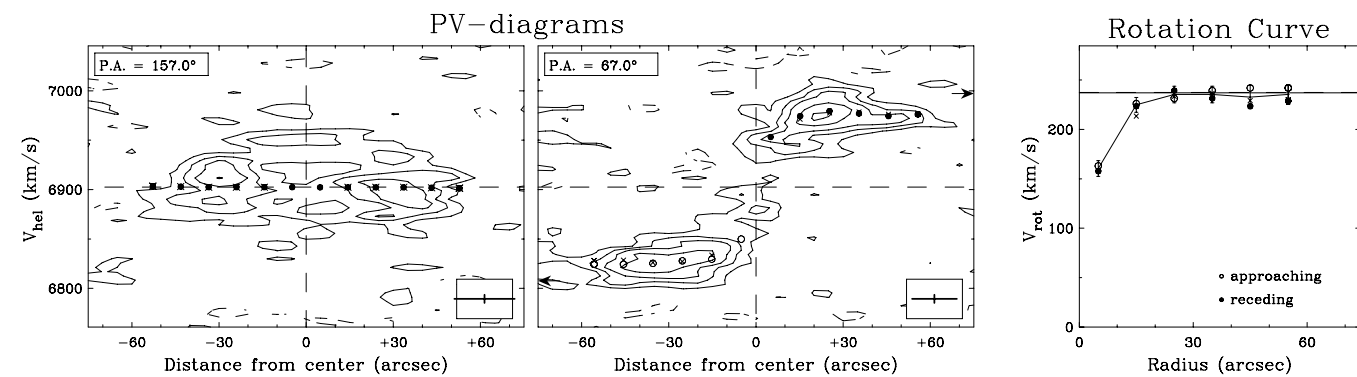 PV-diagrams
Rotation Curve
P.A. = 157.0°
P.A. = 67.0°
7000
6900
6800
V_hel (km/s)
-60 -30 0 +30 +60
Distance from center (arcsec)
-60 -30 0 +30 +60
Distance from center (arcsec)
200
100
0
V_rot (km/s)
approaching
receding
0 30 60
Radius (arcsec)